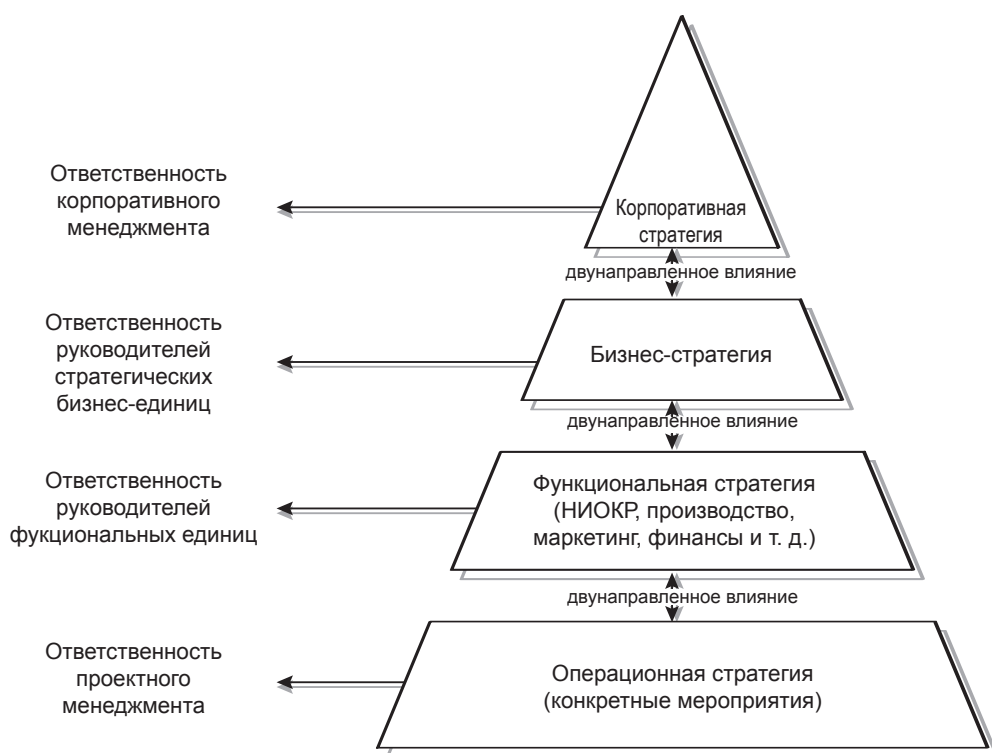 Ответственность
корпоративного
менеджмента
Корпоративная
стратегия
двунаправленное влияние
Ответственность
руководителей
стратегических
бизнес-единиц
Бизнес-стратегия
двунаправленное влияние
Ответственность
руководителей
фукциональных единиц
Функциональная стратегия
(НИОКР, производство,
маркетинг, финансы и т. д.)
двунаправленное влияние
Ответственность
проектного
менеджмента
Операционная стратегия
(конкретные мероприятия)